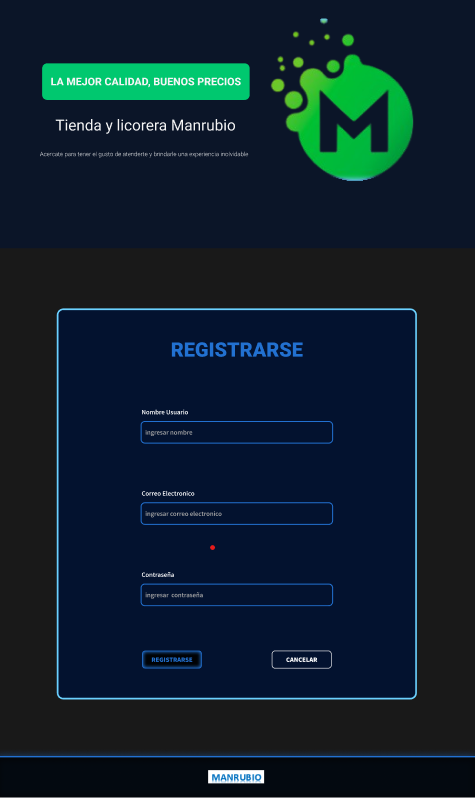 LA MEJOR CALIDAD, BUENOS PRECIOS
M
Tienda y licorera Manrubio
Acercate para tener el gusto de atenderte y brindarle una experiencia inolvidable
REGISTRARSE
Nombre Usuario
Ingresar nombre
Correo Electronico
ingresar correo electronico
Contraseña
ingresar contraseña
REGISTRARSE
CANCELAR
MANRUBIO